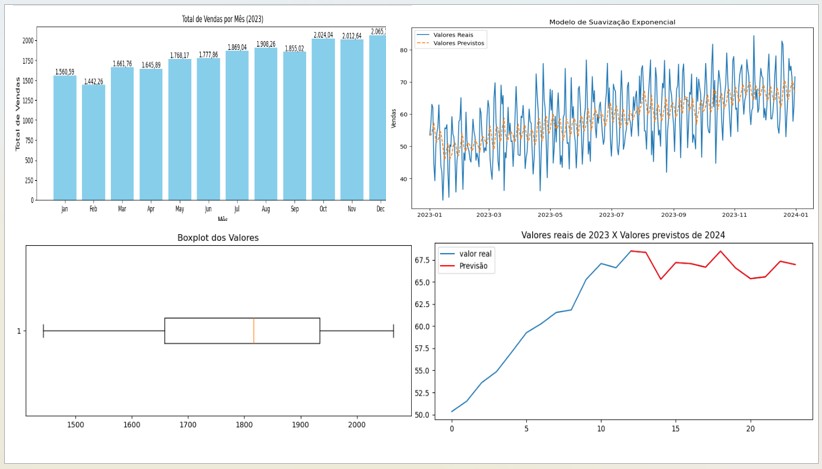 Total de Vendas por Mês (2023)
Total de Vendas
2000
1750
1500
1250
1000
750
500
250
0
1.560,59
1.442,26
1.661,76
1.645,89
1.768,17
1.777,96
1.869,04
1.908,26
1.855,02
2.024,04
2.012,64
2.065,
Jan Feb Mar Apr May Jun Jul Aug Sep Oct Nov Dec
Mês
Modelo de Suavização Exponencial
Valores Reais
Valores Previstos
Vendas
80
70
60
50
40
2023-01 2023-03 2023-05 2023-07 2023-09 2023-11 2024-01
Boxplot dos Valores
1
1500 1600 1700 1800 1900 2000
Valores reais de 2023 X Valores previstos de 2024
valor real
Previsão
67.5
65.0
62.5
60.0
57.5
55.0
52.5
50.0
0 5 10 15 20